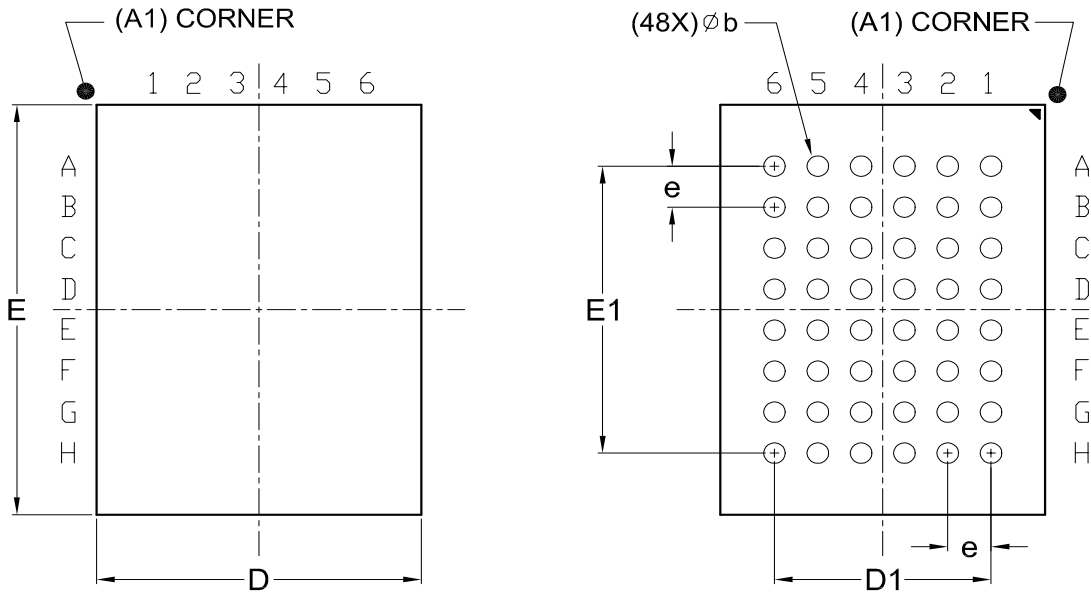 (A1) CORNER
1 2 3 4 5 6
A
B
C
D
E
F
G
H
E
D
(48X) ⌀ b
(A1) CORNER
6 5 4 3 2 1
e
E1
A
B
C
D
E
F
G
H
e
D1